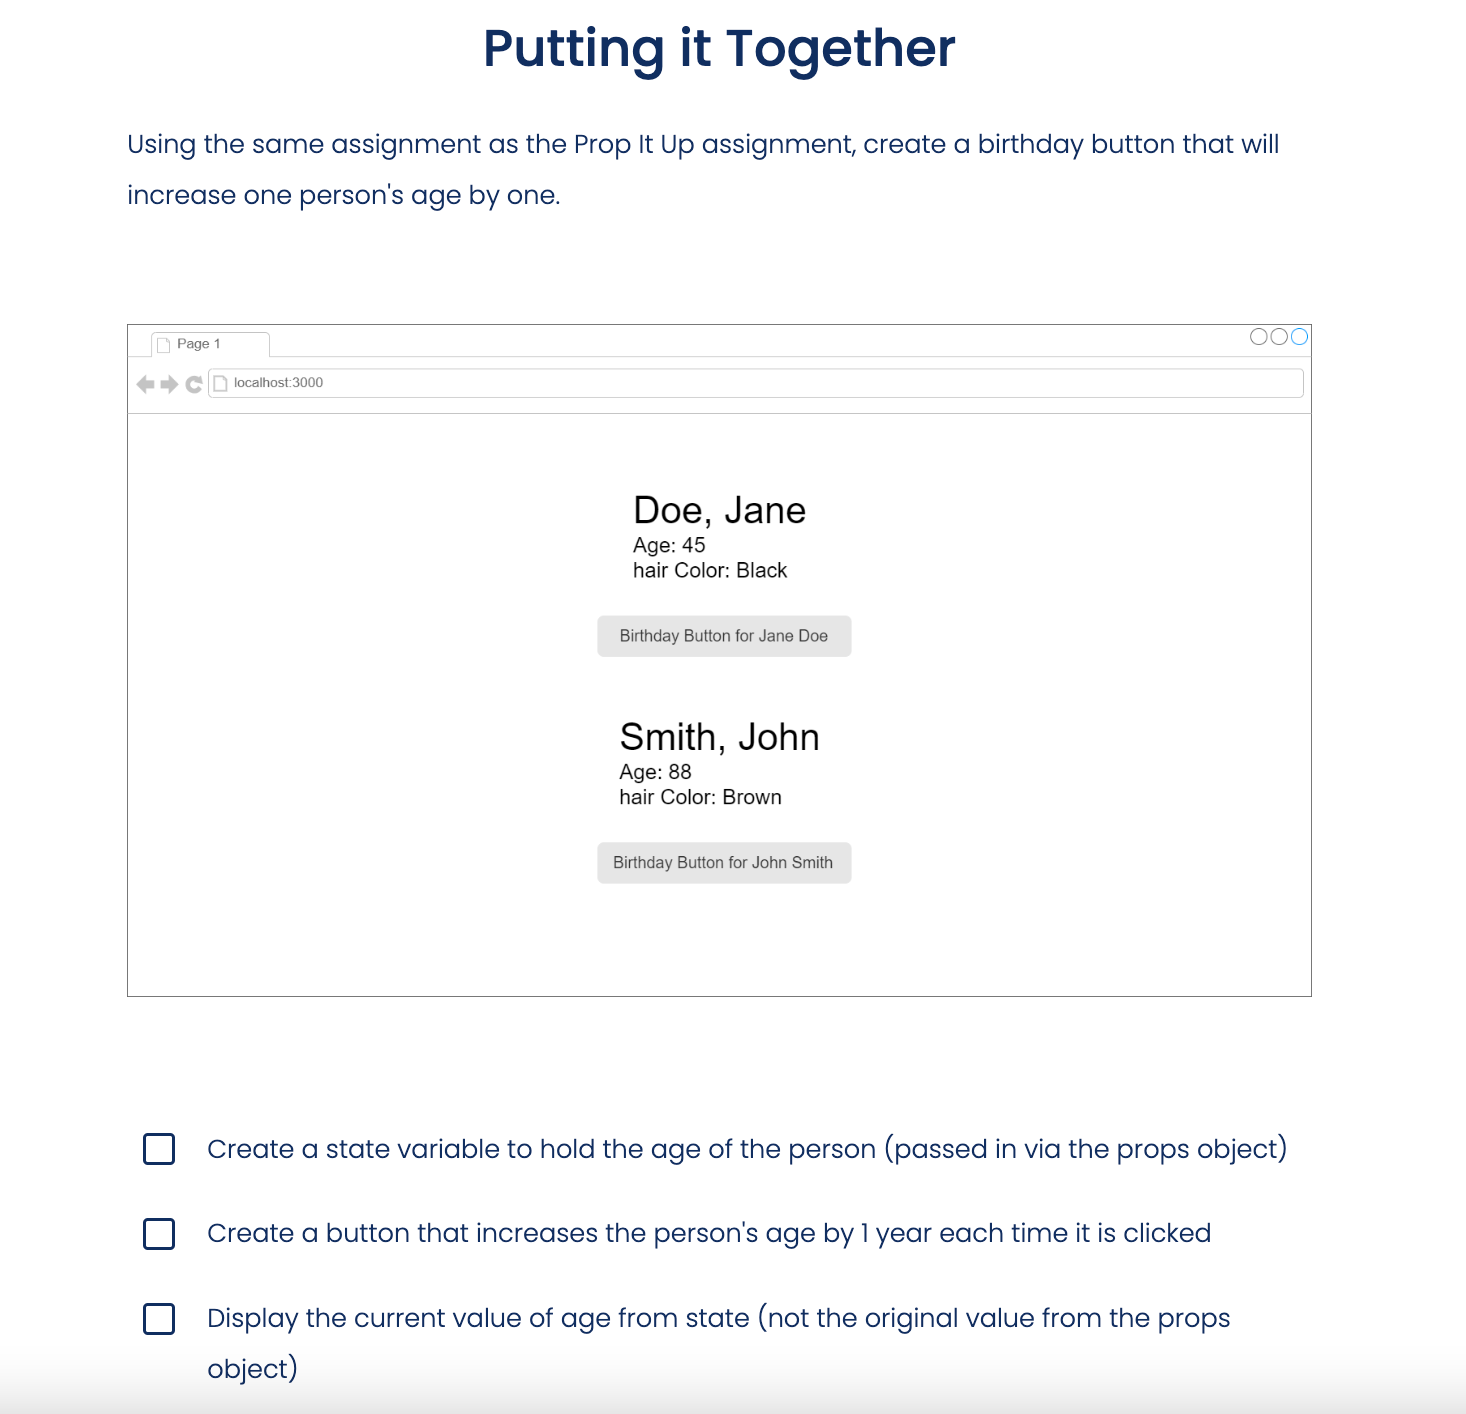 Putting it Together
Using the same assignment as the Prop It Up assignment, create a birthday button that will
increase one person's age by one.
Page 1
localhost:3000
Doe, Jane
Age: 45
hair Color: Black
Birthday Button for Jane Doe
Smith, John
Age: 88
hair Color: Brown
Birthday Button for John Smith
Create a state variable to hold the age of the person (passed in via the props object)
Create a button that increases the person's age by 1 year each time it is clicked
Display the current value of age from state (not the original value from the props
object)